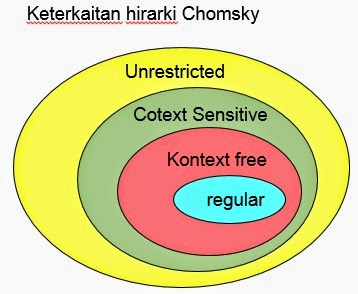 Keterkaitan hirarki Chomsky
Unrestricted
Cotext Sensitive
Kontext free
regular